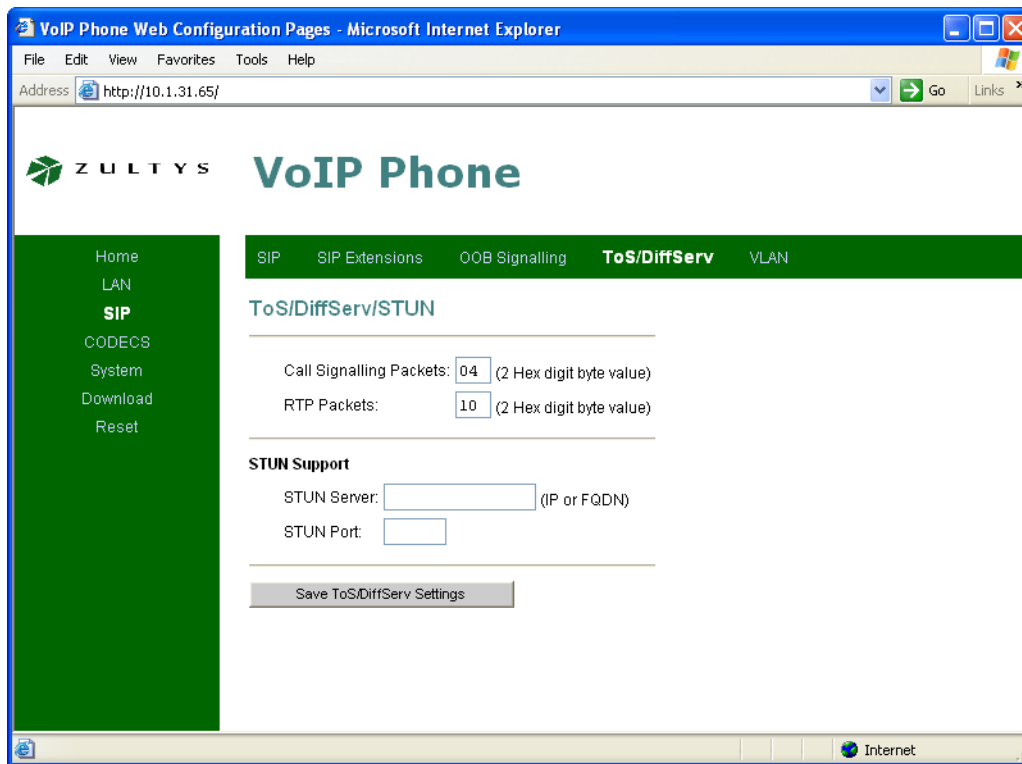 VoIP Phone Web Configuration Pages - Microsoft Internet Explorer
File Edit View Favorites Tools Help
Address http://10.1.31.65/ Go Links »
ZULTYS VoIP Phone
Home
LAN
SIP
CODECS
System
Download
Reset
SIP SIP Extensions OOB Signalling ToS/DiffServ VLAN
ToS/DiffServ/STUN
Call Signalling Packets: 04 (2 Hex digit byte value)
RTP Packets: 10 (2 Hex digit byte value)
STUN Support
STUN Server: (IP or FQDN)
STUN Port:
Save ToS/DiffServ Settings
Internet